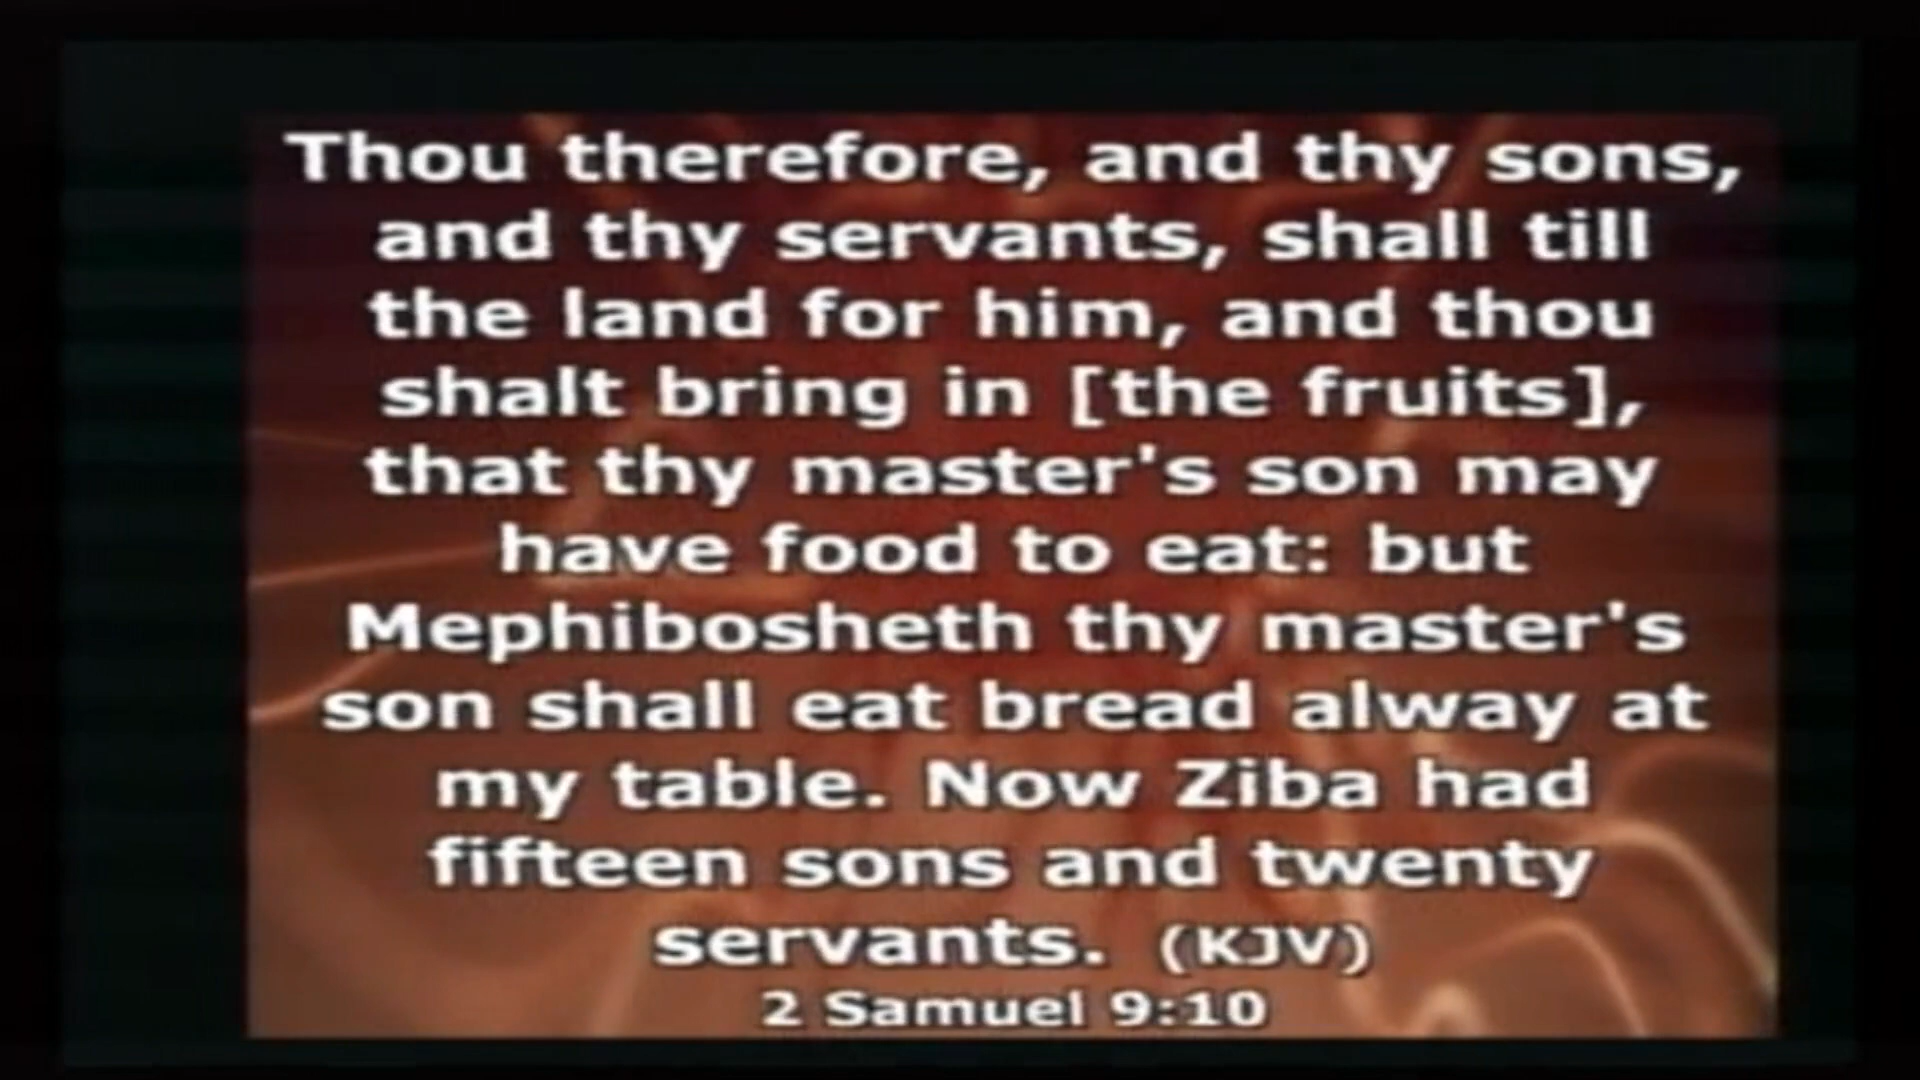 Thou therefore, and thy sons,
and thy servants, shall till
the land for him, and thou
shalt bring in [the fruits],
that thy master's son may
have food to eat: but
Mephibosheth thy master's
son shall eat bread alway at
my table. Now Ziba had
fifteen sons and twenty
servants. (KJV)
2 Samuel 9:10